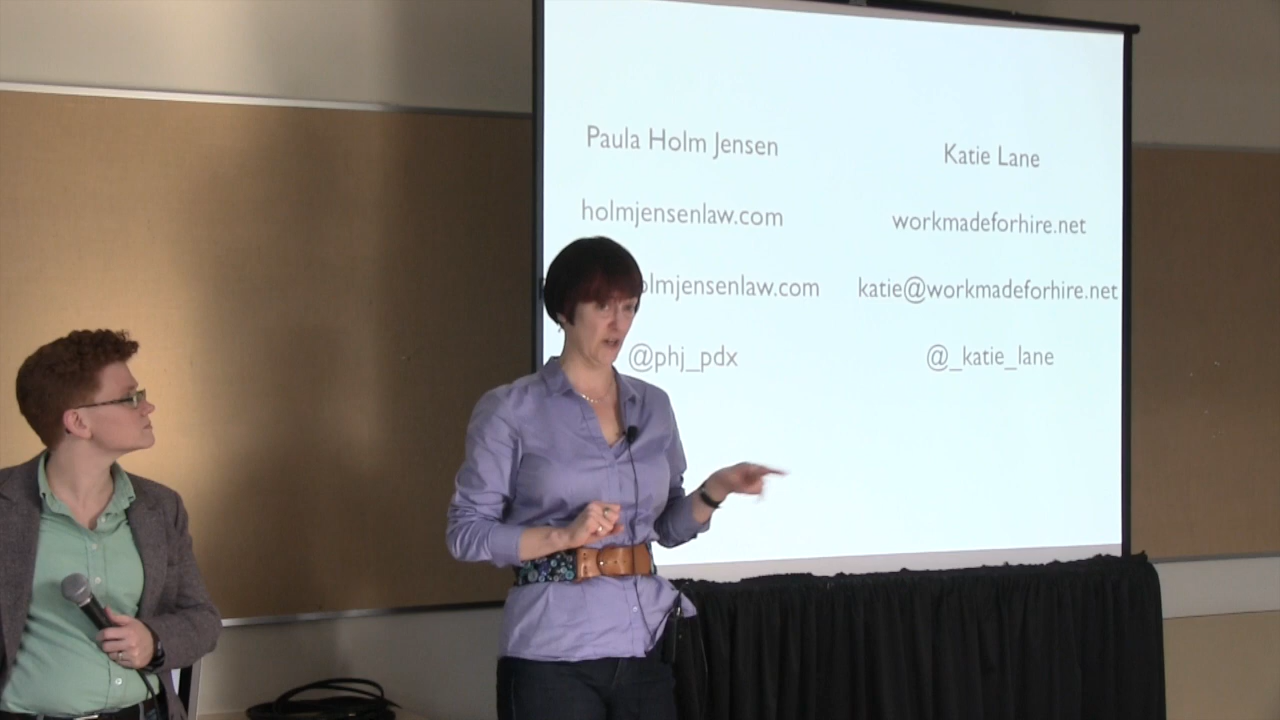 Paula Holm Jensen
holmjensenlaw.com
@phj_pdx
Katie Lane
workmadeforhire.net
katie@workmadeforhire.net
@_katie_lane